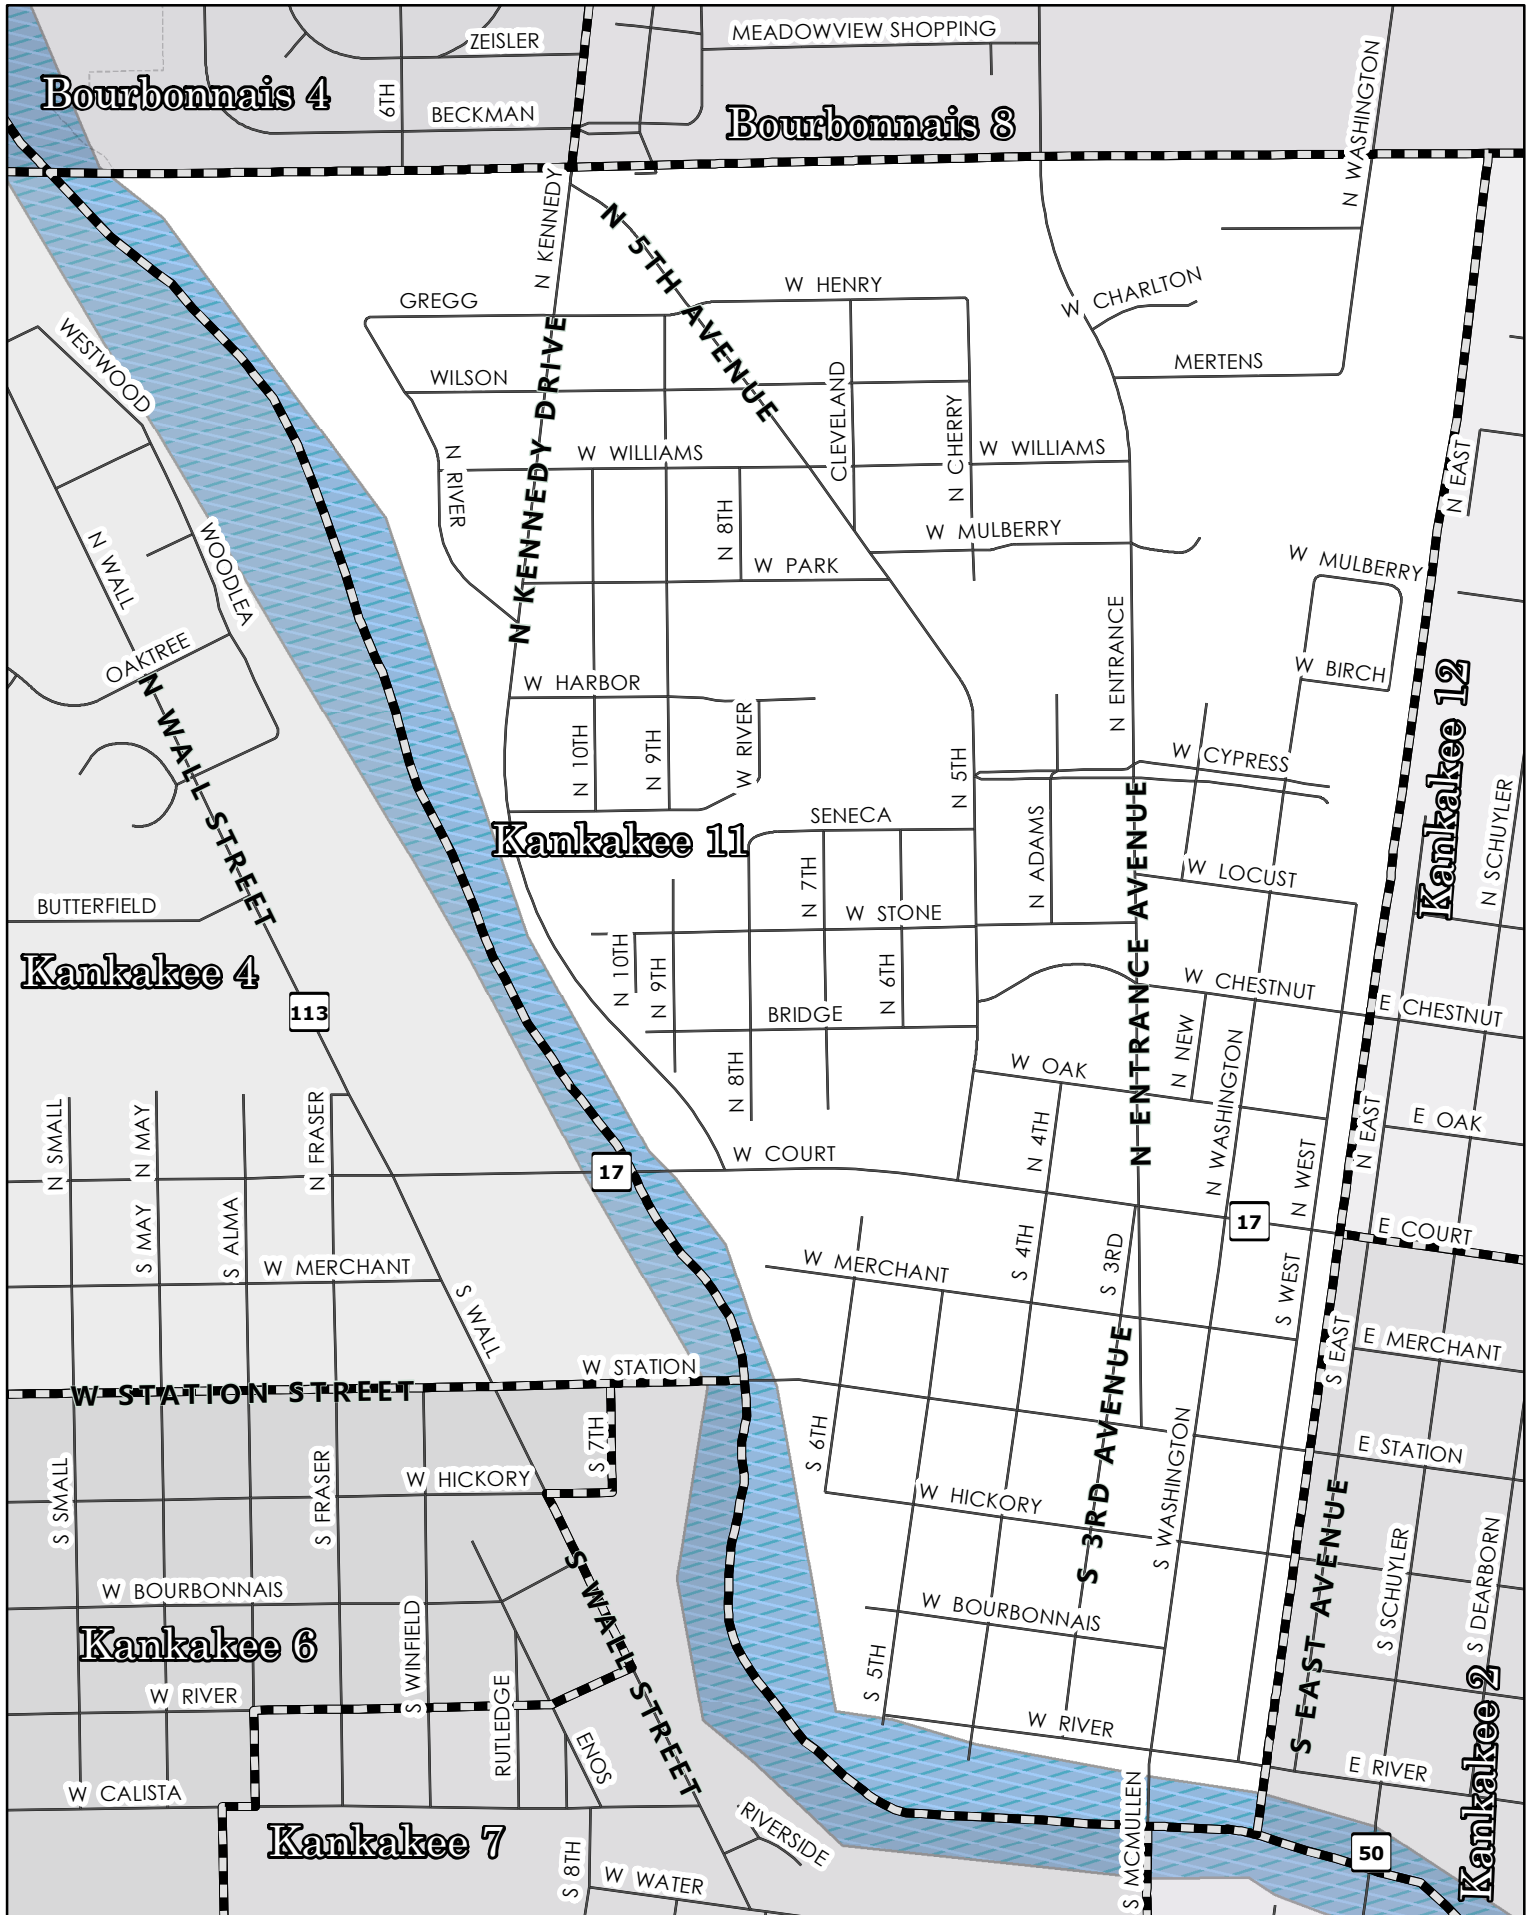 ZEISLER
MEADOWVIEW SHOPPING
Bourbonnais 4
6TH
BECKMAN
Bourbonnais 8
N WASHINGTON
N KENNEDY
N 5TH AVENUE
GREGG
W HENRY
W CHARLTON
WESTWOOD
N KENNEDY DRIVE
WILSON
MERTENS
CLEVELAND
N CHERRY
N RIVER
W WILLIAMS
W WILLIAMS
N EAST
N 8TH
W MULBERRY
W MULBERRY
N WALL
WOODLEA
W PARK
N ENTRANCE
OAKTREE
W HARBOR
W BIRCH
Kankakee 12
N WALL STREET
N 10TH
N 9TH
W RIVER
N 5TH
W CYPRESS
N SCHUYLER
Kankakee 11
SENECA
N ADAMS
N ENTRANCE AVENUE
W LOCUST
BUTTERFIELD
N 7TH
W STONE
Kankakee 4
N 10TH
N 9TH
N 6TH
W CHESTNUT
E CHESTNUT
113
BRIDGE
N NEW
N 8TH
W OAK
N WASHINGTON
N SMALL
N MAY
N FRASER
N 4TH
N WEST
N EAST
E OAK
17
W COURT
17
E COURT
S MAY
S ALMA
W MERCHANT
W MERCHANT
S 4TH
S 3RD
S WEST
S WALL
S EAST
E MERCHANT
W STATION STREET
W STATION
S 3RD AVENUE
S 7TH
S 6TH
S WASHINGTON
E STATION
S SMALL
S FRASER
W HICKORY
W HICKORY
S EAST AVENUE
S SCHUYLER
S DEARBORN
S WALL STREET
W BOURBONNAIS
W BOURBONNAIS
Kankakee 6
S WINFIELD
S 5TH
W RIVER
RUTLEDGE
ENOS
W RIVER
E RIVER
Kankakee 2
W CALISTA
Kankakee 7
RIVERSIDE
S MCMULLEN
50
S 8TH
W WATER